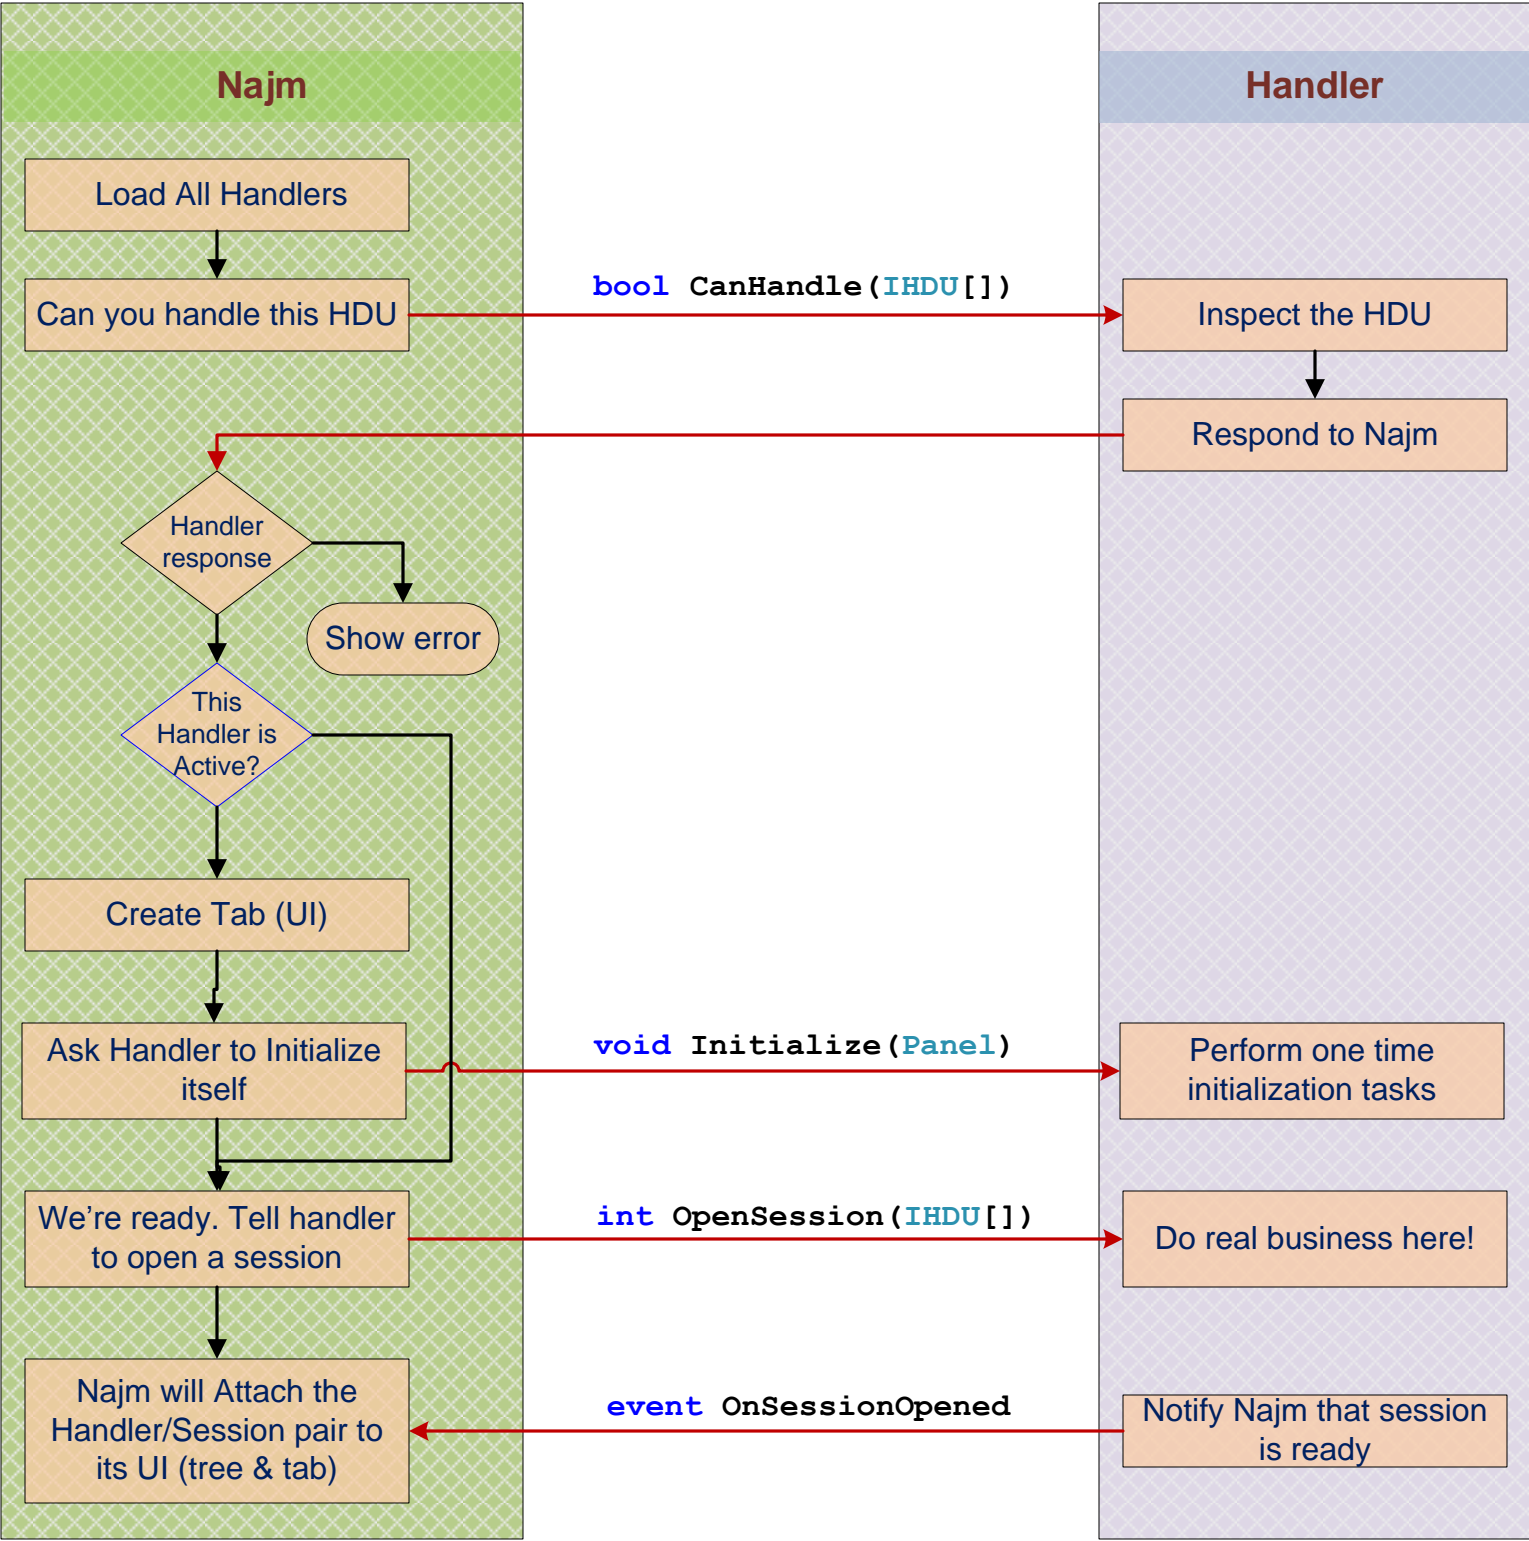 Najm
Handler
Load All Handlers
bool CanHandle(IHDU[])
Can you handle this HDU
Inspect the HDU
Respond to Najm
Handler
response
Show error
This
Handler is
Active?
Create Tab (UI)
Ask Handler to Initialize
itself
void Initialize(Panel)
Perform one time
initialization tasks
We're ready. Tell handler
to open a session
int OpenSession(IHDU[])
Do real business here!
Najm will Attach the
Handler/Session pair to
its UI (tree & tab)
event OnSessionOpened
Notify Najm that session
is ready